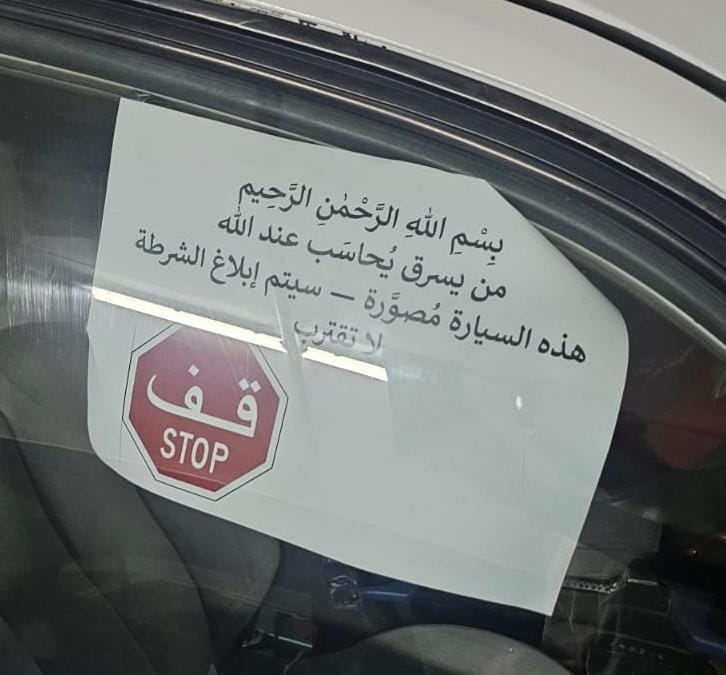 بِسْمِ اللهِ الرَّحْمٰنِ الرَّحِيم
من يسرق يُحاسَب عند الله
هذه السيارة مُصوَّرة – سيتم إبلاغ الشرطة
لا تقترب
قف
STOP